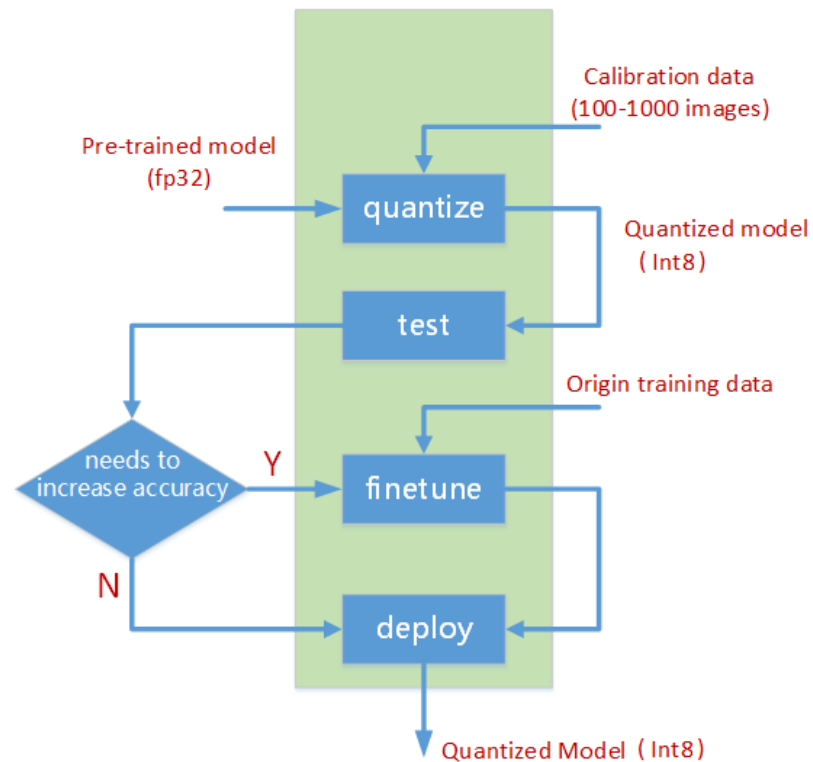 Calibration data
(100-1000 images)
Pre-trained model
(fp32)
quantize
Quantized model
( Int8)
test
Origin training data
needs to
increase accuracy
Y
finetune
N
deploy
Quantized Model ( Int8)